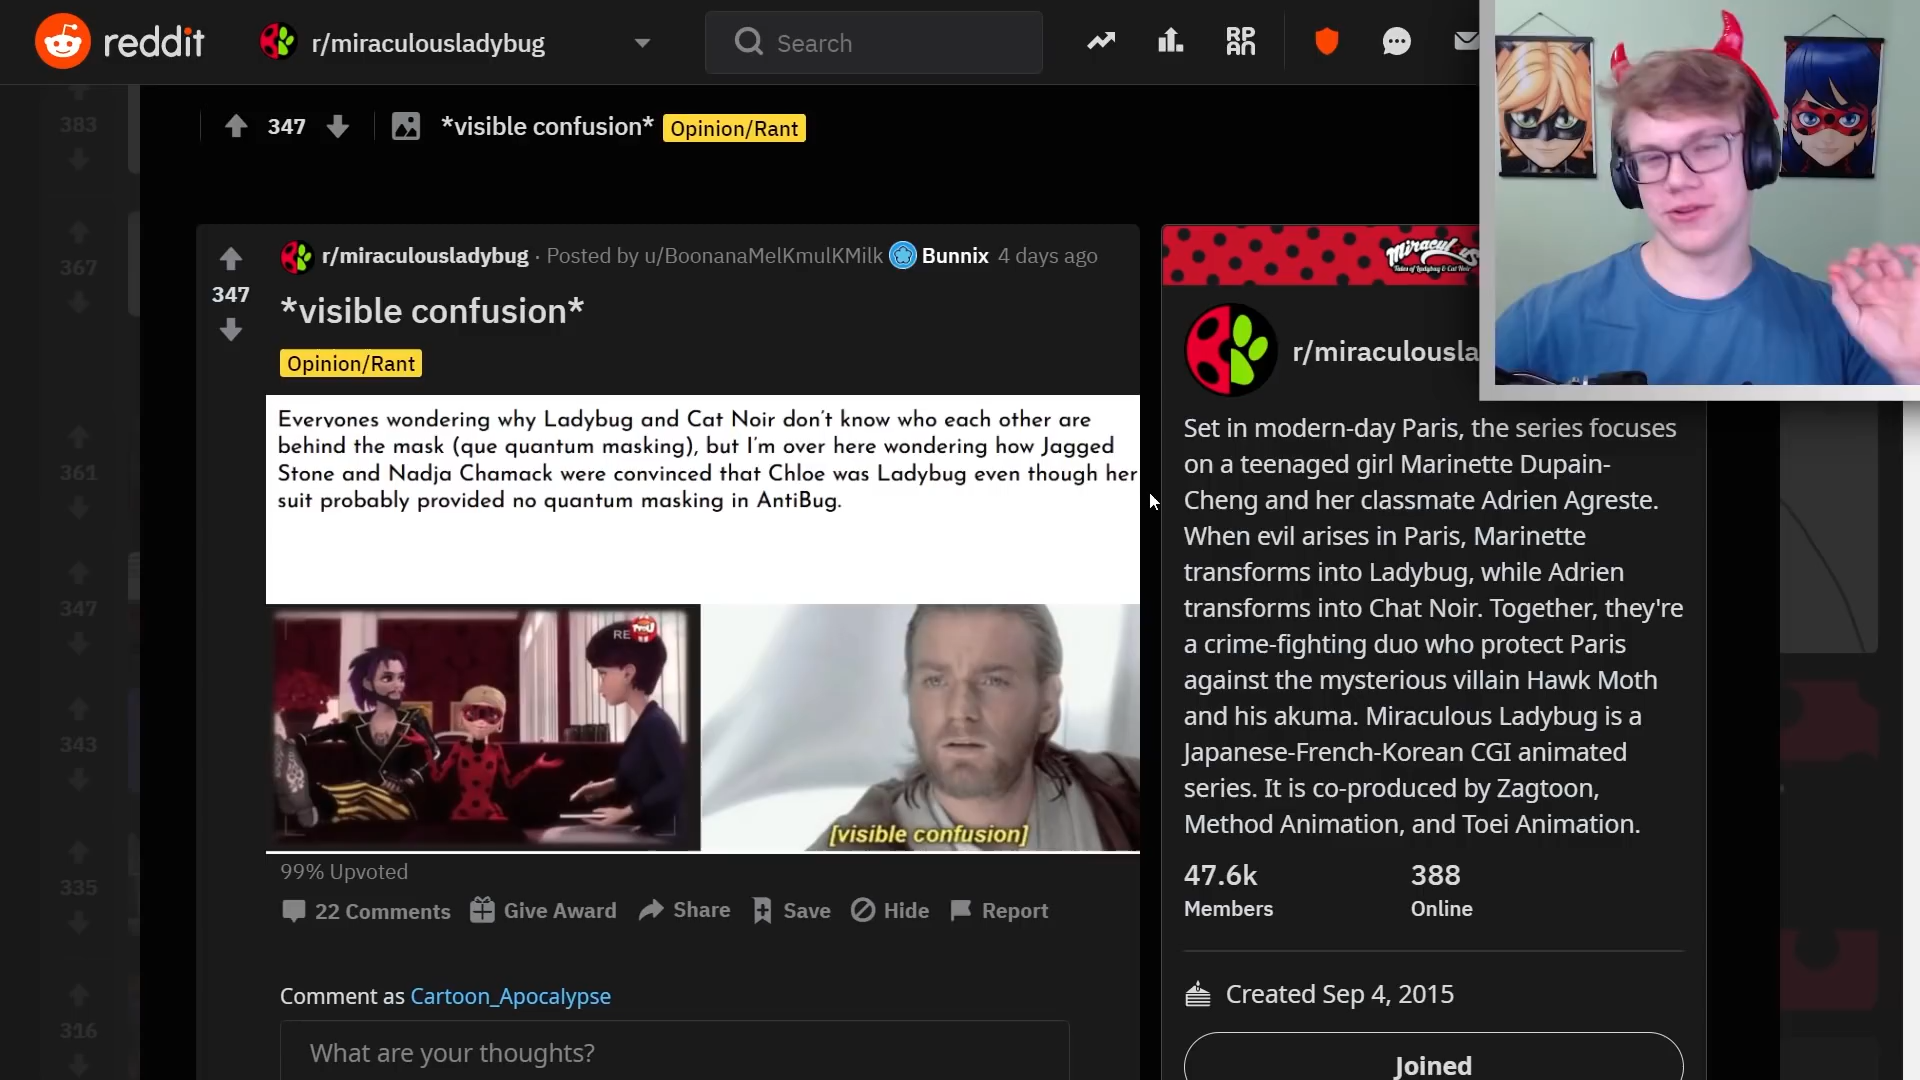 reddit
r/miraculousladybug
Search
RPAN
383
347
*visible confusion*
Opinion/Rant
367
r/miraculousladybug · Posted by u/BoonanaMelKmulKMilk Bunnix 4 days ago
347
*visible confusion*
Opinion/Rant
Everyones wondering why Ladybug and Cat Noir don't know who each other are
behind the mask (que quantum masking), but I'm over here wondering how Jagged
Stone and Nadja Chamack were convinced that Chloe was Ladybug even though her
suit probably provided no quantum masking in AntiBug.
[visible confusion]
99% Upvoted
22 Comments Give Award Share Save Hide Report
Comment as Cartoon_Apocalypse
What are your thoughts?
361
347
343
335
316
r/miraculousla
Set in modern-day Paris, the series focuses
on a teenaged girl Marinette Dupain-
Cheng and her classmate Adrien Agreste.
When evil arises in Paris, Marinette
transforms into Ladybug, while Adrien
transforms into Chat Noir. Together, they're
a crime-fighting duo who protect Paris
against the mysterious villain Hawk Moth
and his akuma. Miraculous Ladybug is a
Japanese-French-Korean CGI animated
series. It is co-produced by Zagtoon,
Method Animation, and Toei Animation.
47.6k
Members
388
Online
Created Sep 4, 2015
Joined